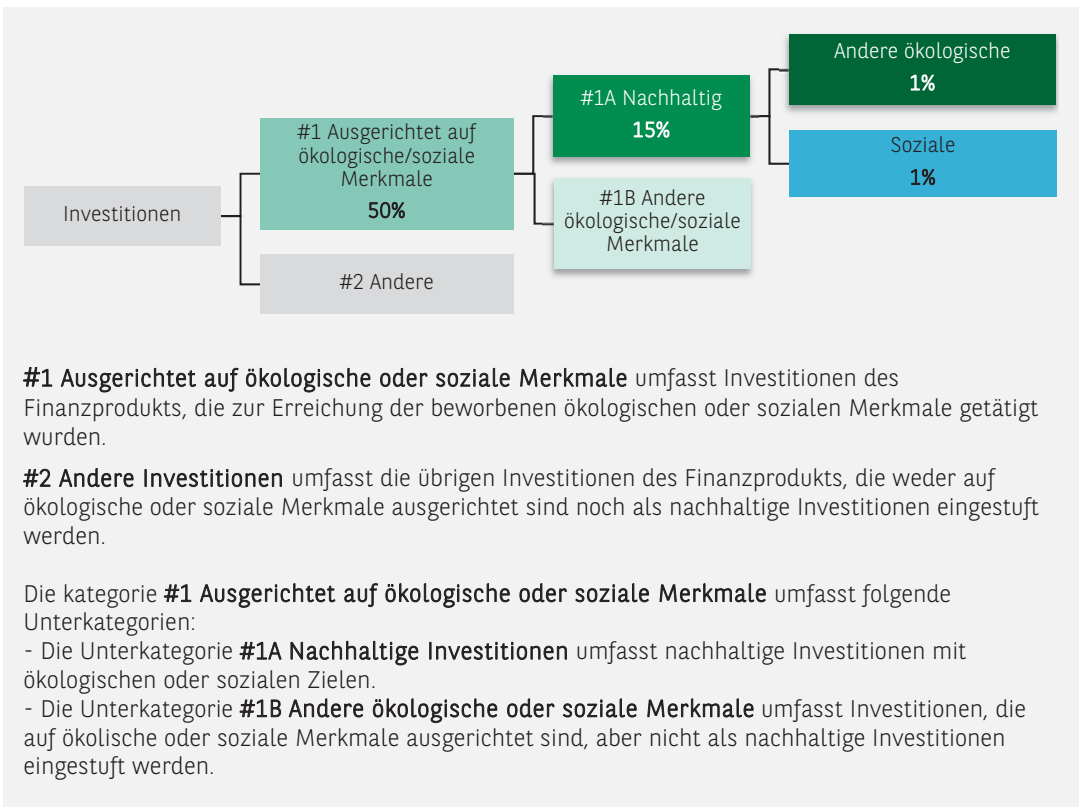 Investitionen
#1 Ausgerichtet auf
ökologische/soziale
Merkmale
50%
#2 Andere
#1A Nachhaltig
15%
#1B Andere
ökologische/soziale
Merkmale
Andere ökologische
1%
Soziale
1%
#1 Ausgerichtet auf ökologische oder soziale Merkmale umfasst Investitionen des
Finanzprodukts, die zur Erreichung der beworbenen ökologischen oder sozialen Merkmale getätigt
wurden.
#2 Andere Investitionen umfasst die übrigen Investitionen des Finanzprodukts, die weder auf
ökologische oder soziale Merkmale ausgerichtet sind noch als nachhaltige Investitionen eingestuft
werden.
Die kategorie #1 Ausgerichtet auf ökologische oder soziale Merkmale umfasst folgende
Unterkategorien:
- Die Unterkategorie #1A Nachhaltige Investitionen umfasst nachhaltige Investitionen mit
ökologischen oder sozialen Zielen.
- Die Unterkategorie #1B Andere ökologische oder soziale Merkmale umfasst Investitionen, die
auf ökolische oder soziale Merkmale ausgerichtet sind, aber nicht als nachhaltige Investitionen
eingestuft werden.